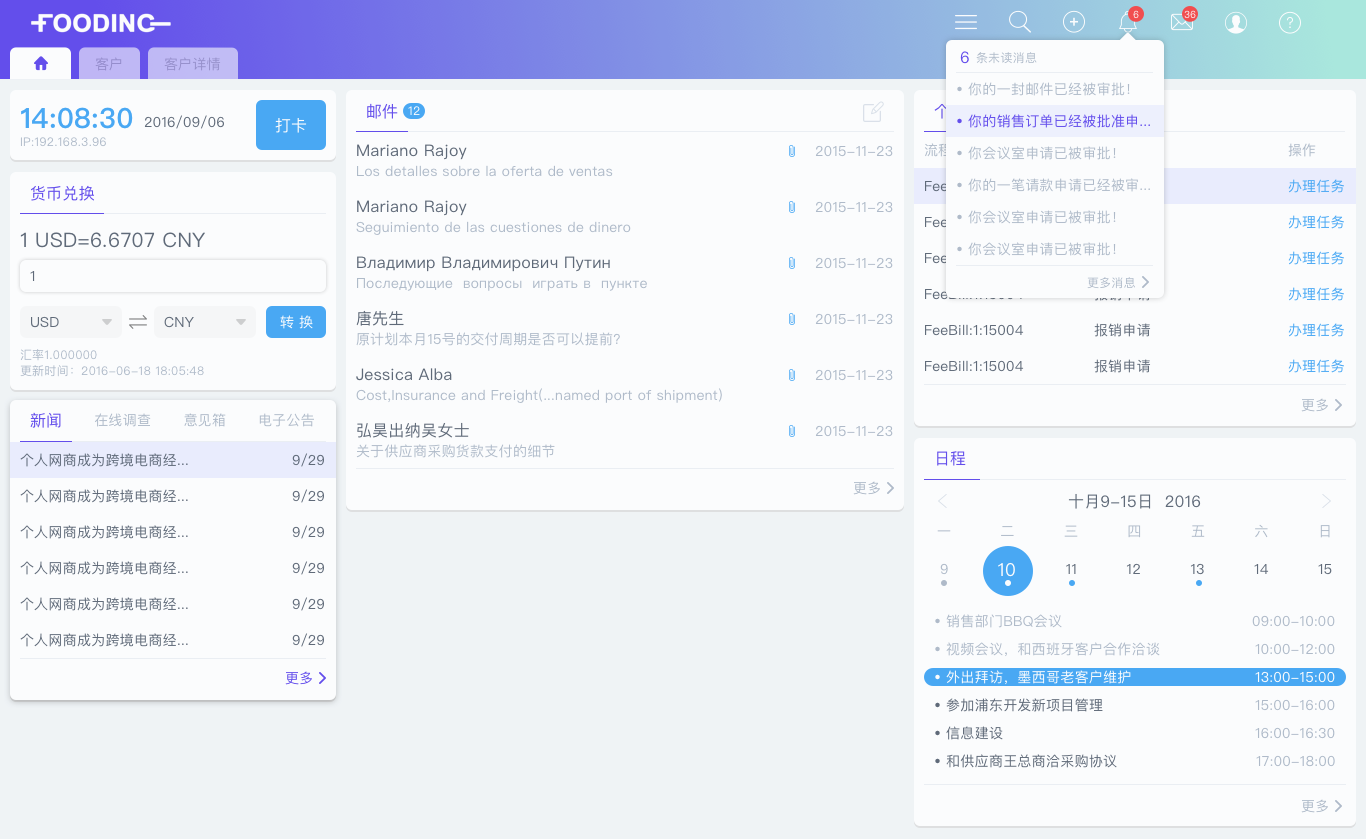 FOODING
6
36
客户
客户详情
14:08:30
2016/09/06
IP:192.168.3.96
打卡
货币兑换
1 USD=6.6707 CNY
1
USD
CNY
转 换
汇率1.000000
更新时间：2016-06-18 18:05:48
新闻
在线调查
意见箱
电子公告
个人网商成为跨境电商经... 9/29
个人网商成为跨境电商经... 9/29
个人网商成为跨境电商经... 9/29
个人网商成为跨境电商经... 9/29
个人网商成为跨境电商经... 9/29
个人网商成为跨境电商经... 9/29
更多
邮件 12
Mariano Rajoy 2015-11-23
Los detalles sobre la oferta de ventas
Mariano Rajoy 2015-11-23
Seguimiento de las cuestiones de dinero
Владимир Владимирович Путин 2015-11-23
Последующие вопросы играть в пункте
唐先生 2015-11-23
原计划本月15号的交付周期是否可以提前?
Jessica Alba 2015-11-23
Cost,Insurance and Freight(...named port of shipment)
弘昊出纳吴女士 2015-11-23
关于供应商采购货款支付的细节
更多
6 条未读消息
• 你的一封邮件已经被审批！
• 你的销售订单已经被批准申...
• 你会议室申请已被审批！
• 你的一笔请款申请已经被审...
• 你会议室申请已被审批！
• 你会议室申请已被审批！
更多消息
个
流程 操作
Fee 办理任务
Fee 办理任务
Fee 办理任务
FeeBill:1:15004 报销申请 办理任务
FeeBill:1:15004 报销申请 办理任务
FeeBill:1:15004 报销申请 办理任务
更多
日程
十月9-15日 2016
一 二 三 四 五 六 日
9 10 11 12 13 14 15
• 销售部门BBQ会议 09:00-10:00
• 视频会议，和西班牙客户合作洽谈 10:00-12:00
• 外出拜访，墨西哥老客户维护 13:00-15:00
• 参加浦东开发新项目管理 15:00-16:00
• 信息建设 16:00-16:30
• 和供应商王总商洽采购协议 17:00-18:00
更多